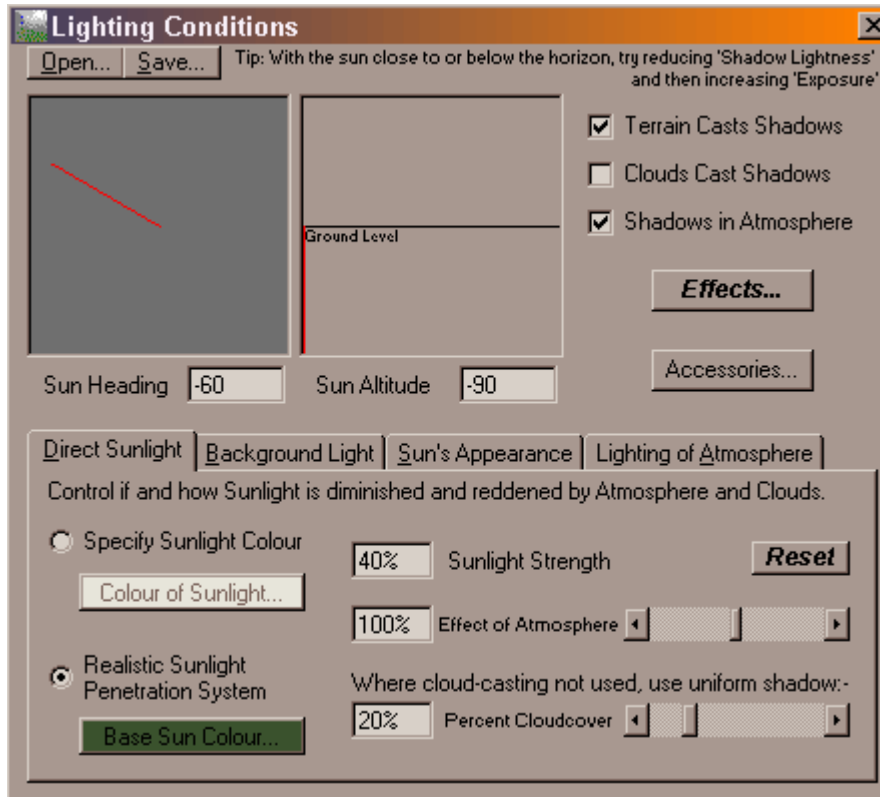 Lighting Conditions
Open... Save... Tip: With the sun close to or below the horizon, try reducing 'Shadow Lightness'
and then increasing 'Exposure'
Terrain Casts Shadows
Clouds Cast Shadows
Shadows in Atmosphere
Ground Level
Effects...
Accessories...
Sun Heading -60 Sun Altitude -90
Direct Sunlight Background Light Sun's Appearance Lighting of Atmosphere
Control if and how Sunlight is diminished and reddened by Atmosphere and Clouds.
Specify Sunlight Colour
Colour of Sunlight...
40% Sunlight Strength Reset
100% Effect of Atmosphere
Realistic Sunlight
Penetration System
Base Sun Colour...
Where cloud-casting not used, use uniform shadow:-
20% Percent Cloudcover